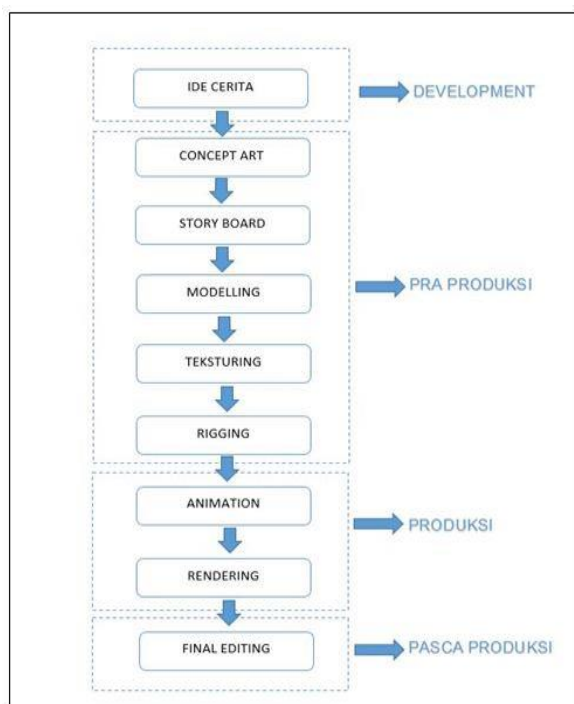 IDE CERITA
DEVELOPMENT
CONCEPT ART
STORY BOARD
MODELLING
PRA PRODUKSI
TEKSTURING
RIGGING
ANIMATION
PRODUKSI
RENDERING
FINAL EDITING
PASCA PRODUKSI